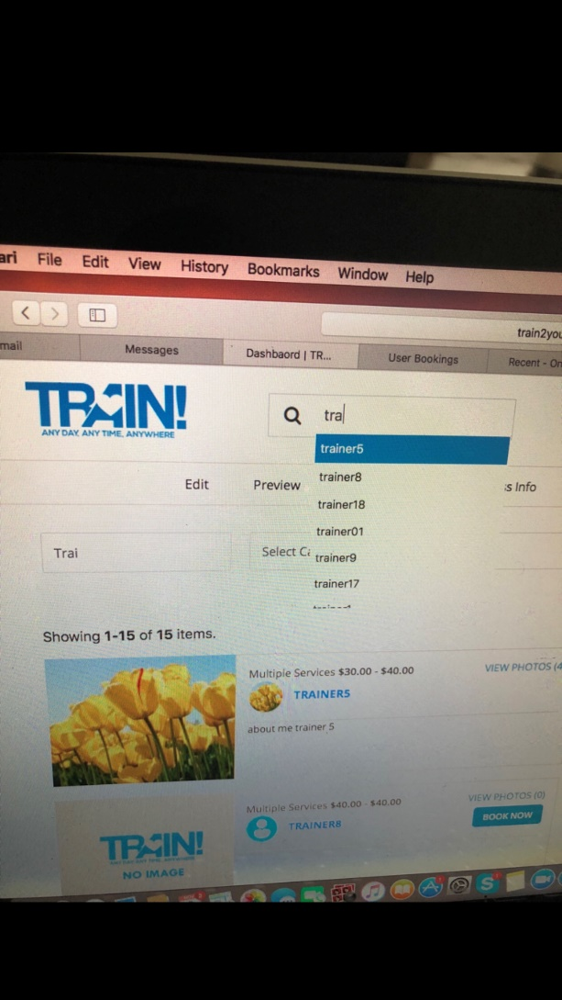 ari File Edit View History Bookmarks Window Help
train2you
mail Messages Dashbaord | TR... User Bookings Recent - On
TRAIN!
ANY DAY, ANY TIME, ANYWHERE
tra
trainer5
trainer8
trainer18
trainer01
trainer9
trainer17
Edit Preview s Info
Trai Select Ca
Showing 1-15 of 15 items.
Multiple Services $30.00 - $40.00 VIEW PHOTOS (4
TRAINER5
about me trainer 5
Multiple Services $40.00 - $40.00 VIEW PHOTOS (0)
TRAINER8 BOOK NOW
TRAIN!
NO IMAGE